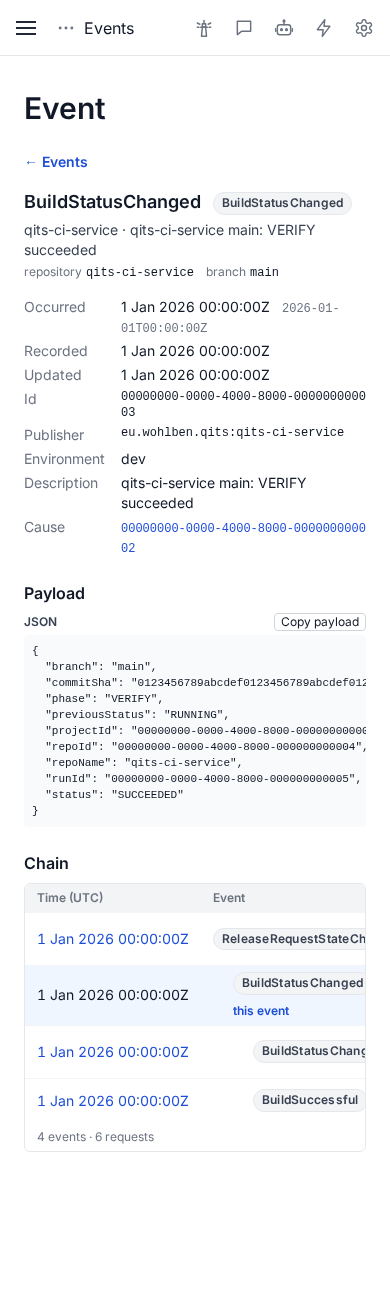 Events
Event
← Events
BuildStatusChanged BuildStatusChanged
qits-ci-service · qits-ci-service main: VERIFY
succeeded
repository qits-ci-service branch main
Occurred 1 Jan 2026 00:00:00Z 2026-01-
01T00:00:00Z
Recorded 1 Jan 2026 00:00:00Z
Updated 1 Jan 2026 00:00:00Z
Id 00000000-0000-4000-8000-0000000000
03
Publisher eu.wohlben.qits:qits-ci-service
Environment dev
Description qits-ci-service main: VERIFY
succeeded
Cause 00000000-0000-4000-8000-0000000000
02
Payload
JSON Copy payload
{
"branch": "main",
"commitSha": "0123456789abcdef0123456789abcdef012
"phase": "VERIFY",
"previousStatus": "RUNNING",
"projectId": "00000000-0000-4000-8000-00000000000
"repoId": "00000000-0000-4000-8000-000000000004",
"repoName": "qits-ci-service",
"runId": "00000000-0000-4000-8000-000000000005",
"status": "SUCCEEDED"
}
Chain
Time (UTC) Event
1 Jan 2026 00:00:00Z ReleaseRequestStateCh
1 Jan 2026 00:00:00Z BuildStatusChanged
this event
1 Jan 2026 00:00:00Z BuildStatusChang
1 Jan 2026 00:00:00Z BuildSuccessful
4 events · 6 requests